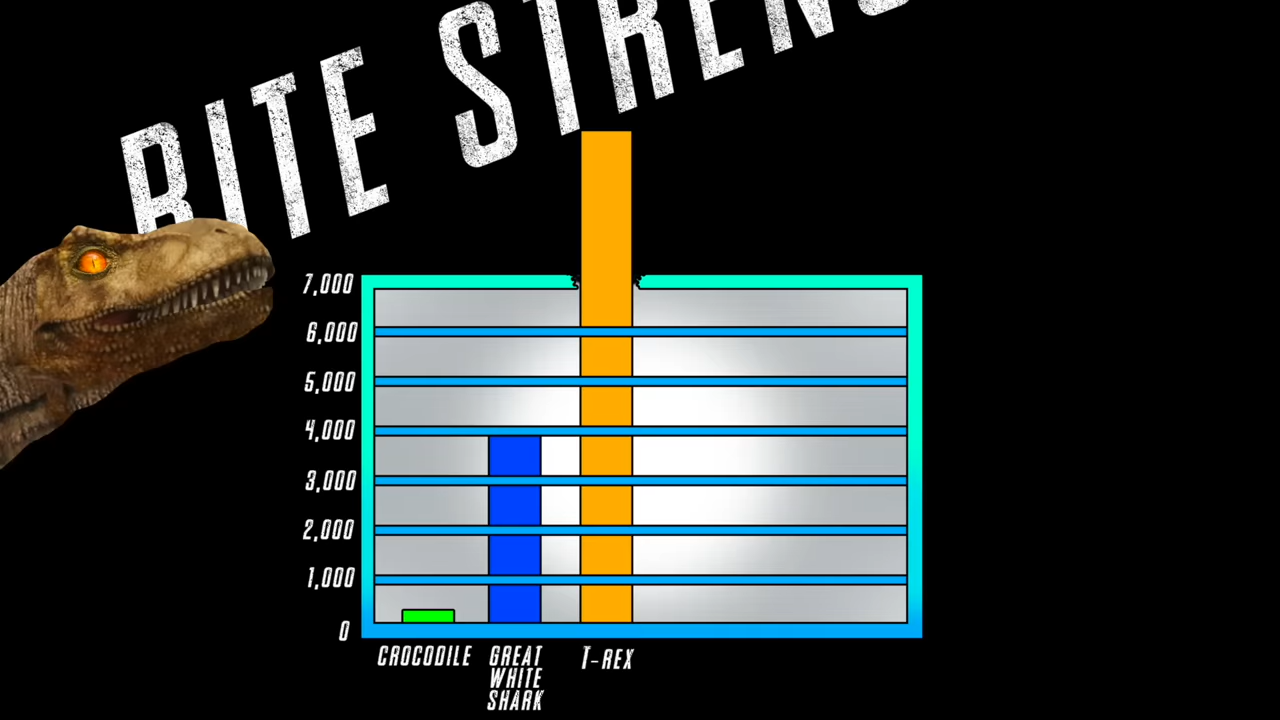 BITE STREN
7,000
6,000
5,000
4,000
3,000
2,000
1,000
0
CROCODILE
GREAT
WHITE
SHARK
T-REX